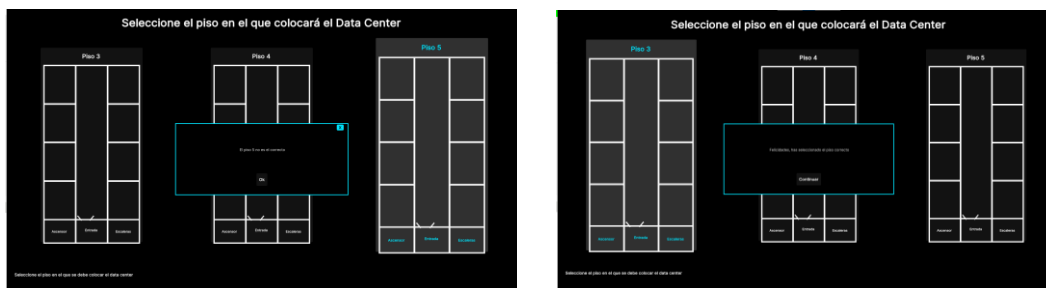 Seleccione el piso en el que colocará el Data Center
Piso 3
Piso 4
Piso 5
El piso 5 no es el correcto
Ok
Ascensor
Entrada
Escaleras
Ascensor
Entrada
Escaleras
Ascensor
Entrada
Escaleras
Selecciona el piso en el que se debe colocar el data center
Seleccione el piso en el que colocará el Data Center
Piso 3
Piso 4
Piso 5
Felicidades, has seleccionado el piso correcto
Continuar
Ascensor
Entrada
Escaleras
Ascensor
Entrada
Escaleras
Ascensor
Entrada
Escaleras
Selecciona el piso en el que se debe colocar el data center